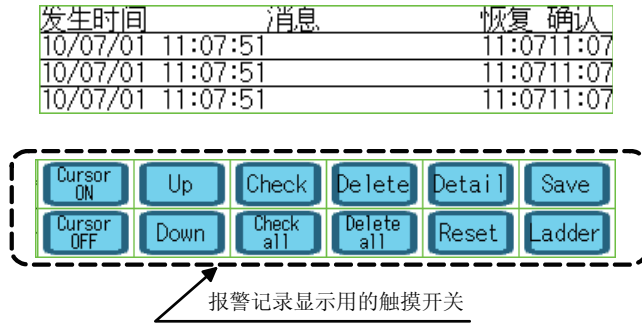 发生时间 消息 恢复 确认
10/07/01 11:07:51 11:0711:07
10/07/01 11:07:51 11:0711:07
10/07/01 11:07:51 11:0711:07
Cursor ON Up Check Delete Detail Save
Cursor OFF Down Check all Delete all Reset Ladder
报警记录显示用的触摸开关